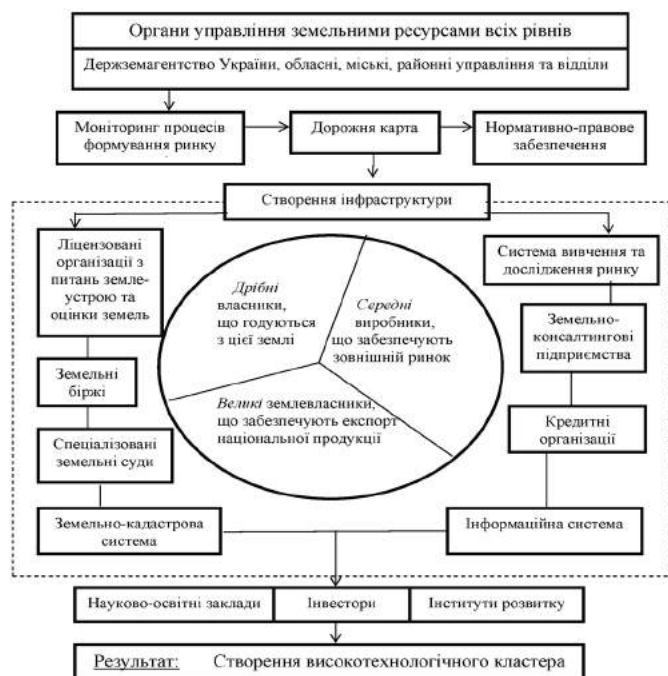 Органи управління земельними ресурсами всіх рівнів
Держземагентство України, обласні, міські, районні управління та відділи
Моніторинг процесів
формування ринку
Дорожня карта
Нормативно-правове
забезпечення
Створення інфраструктури
Ліцензовані
організації з
питань земле-
устрою та
оцінки земель
Земельні
біржі
Спеціалізовані
земельні суди
Земельно-кадастрова
система
Дрібні
власники,
що годуються
з цієї землі
Середні
виробники,
що забезпечують
зовнішній ринок
Великі землевласники,
що забезпечують експорт
національної продукції
Система вивчення та
дослідження ринку
Земельно-
консалтингові
підприємства
Кредитні
організації
Інформаційна система
Науково-освітні заклади
Інвестори
Інститути розвитку
Результат: Створення високотехнологічного кластера